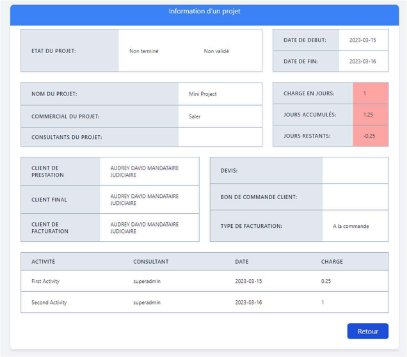 Information d'un projet
ETAT DU PROJET: Non terminé Non validé
DATE DE DEBUT: 2023-03-15
DATE DE FIN: 2023-03-16
NOM DU PROJET: Mini Project
COMMERCIAL DU PROJET: Saler
CONSULTANTS DU PROJET:
CHARGE EN JOURS: 1
JOURS ACCUMULÉS: 1.25
JOURS RESTANTS: -0.25
CLIENT DE PRESTATION AUDREY DAVID MANDATAIRE JUDICIAIRE
CLIENT FINAL AUDREY DAVID MANDATAIRE JUDICIAIRE
CLIENT DE FACTURATION AUDREY DAVID MANDATAIRE JUDICIAIRE
DEVIS:
BON DE COMMANDE CLIENT:
TYPE DE FACTURATION: A la commande
ACTIVITE CONSULTANT DATE CHARGE
First Activity superadmin 2023-03-15 0.25
Second Activity superadmin 2023-03-16 1
Retour